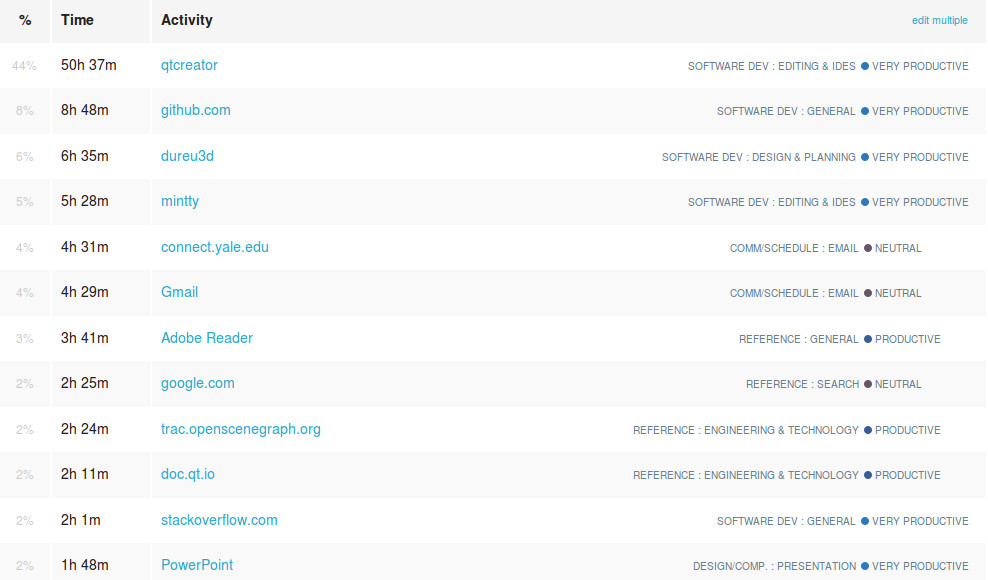 % Time Activity edit multiple
44% 50h 37m qtcreator SOFTWARE DEV : EDITING & IDES VERY PRODUCTIVE
8% 8h 48m github.com SOFTWARE DEV : GENERAL VERY PRODUCTIVE
6% 6h 35m dureu3d SOFTWARE DEV : DESIGN & PLANNING VERY PRODUCTIVE
5% 5h 28m mintty SOFTWARE DEV : EDITING & IDES VERY PRODUCTIVE
4% 4h 31m connect.yale.edu COMM/SCHEDULE : EMAIL NEUTRAL
4% 4h 29m Gmail COMM/SCHEDULE : EMAIL NEUTRAL
3% 3h 41m Adobe Reader REFERENCE : GENERAL PRODUCTIVE
2% 2h 25m google.com REFERENCE : SEARCH NEUTRAL
2% 2h 24m trac.openscenegraph.org REFERENCE : ENGINEERING & TECHNOLOGY PRODUCTIVE
2% 2h 11m doc.qt.io REFERENCE : ENGINEERING & TECHNOLOGY PRODUCTIVE
2% 2h 1m stackoverflow.com SOFTWARE DEV : GENERAL VERY PRODUCTIVE
2% 1h 48m PowerPoint DESIGN/COMP. : PRESENTATION VERY PRODUCTIVE